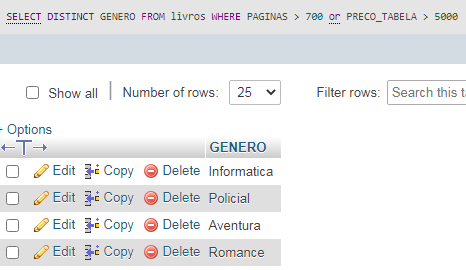 SELECT DISTINCT GENERO FROM livros WHERE PAGINAS > 700 or PRECO_TABELA > 5000
Show all Number of rows: 25 Filter rows: Search this ta
+ Options
←T→ GENERO
Edit Copy Delete Informatica
Edit Copy Delete Policial
Edit Copy Delete Aventura
Edit Copy Delete Romance